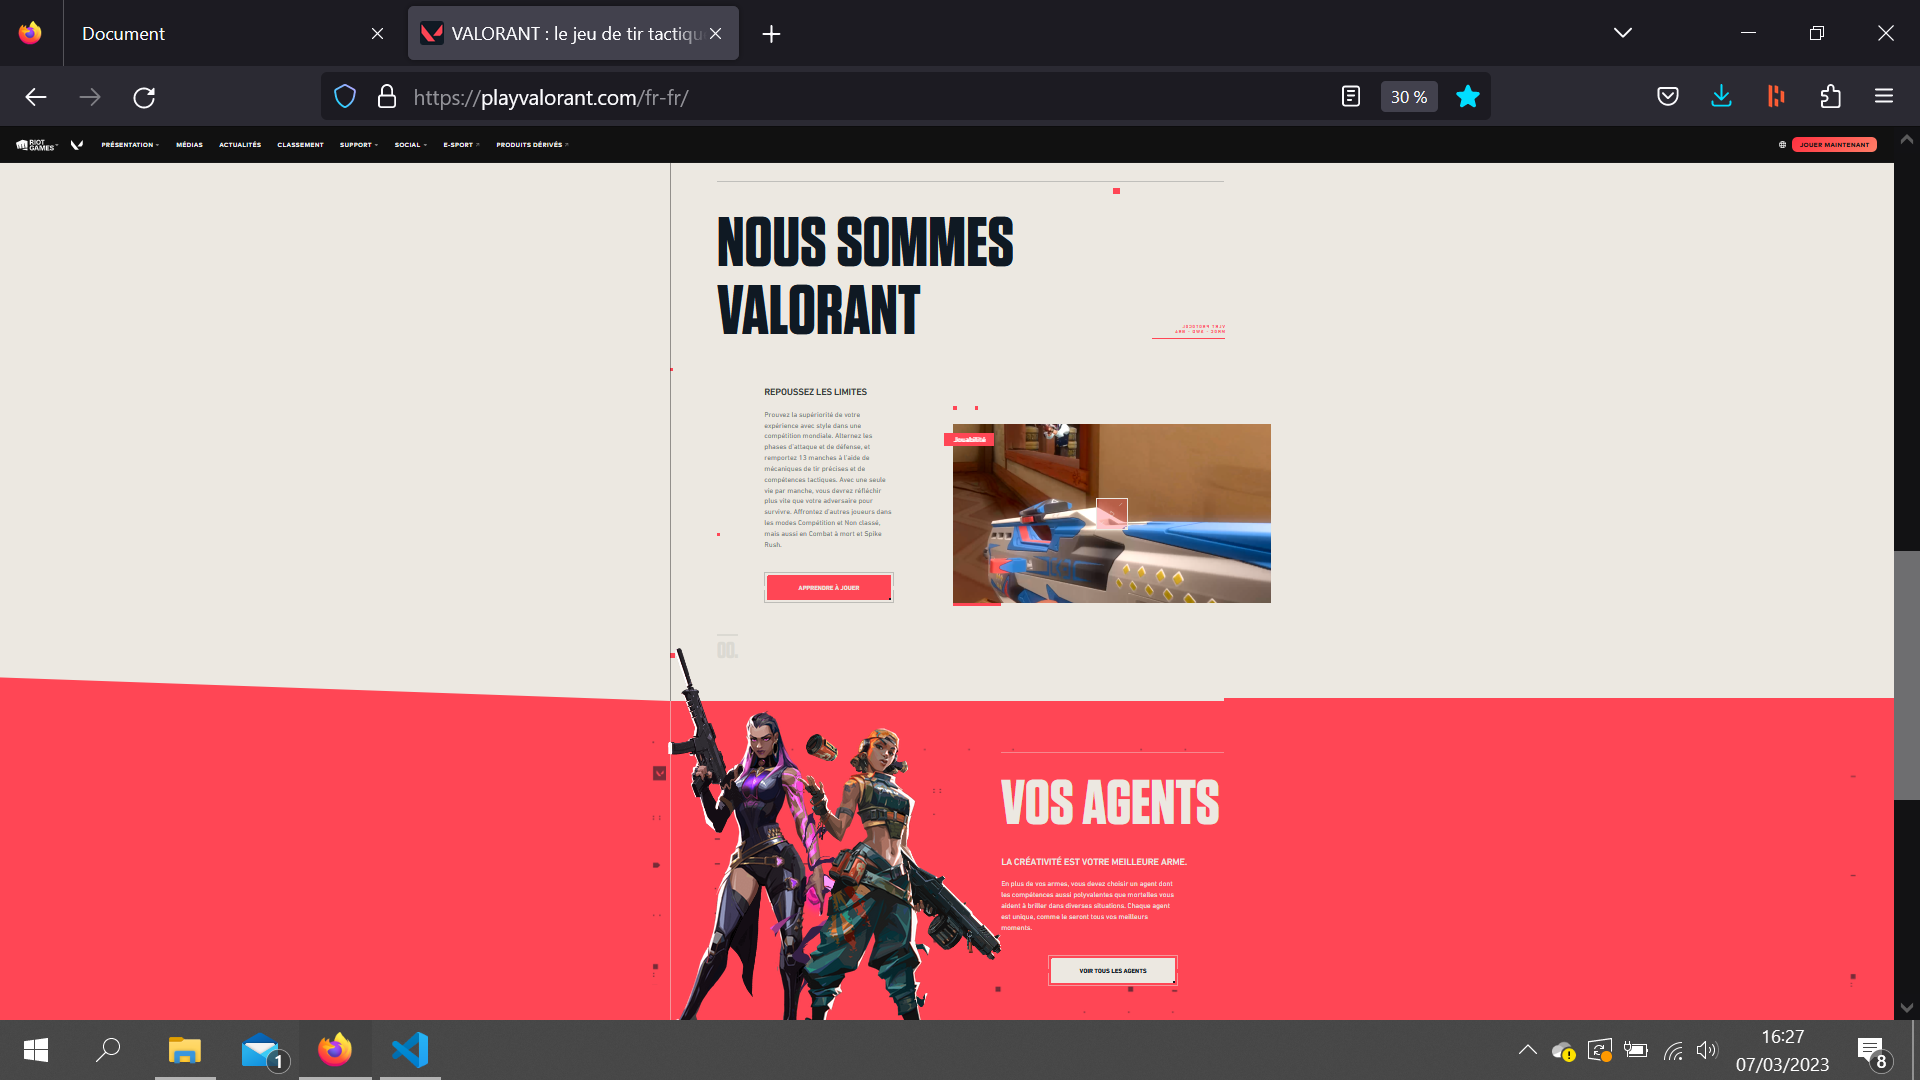 Document
VALORANT : le jeu de tir tactiqu
https://playvalorant.com/fr-fr/
30 %
RIOT GAMES
PRÉSENTATION
MÉDIAS
ACTUALITÉS
CLASSEMENT
SUPPORT
SOCIAL
E-SPORT
PRODUITS DÉRIVÉS
JOUER MAINTENANT
NOUS SOMMES
VALORANT
REPOUSSEZ LES LIMITES
Prouvez la supériorité de votre
expérience avec style dans une
compétition mondiale. Alternez les
phases d'attaque et de défense, et
remportez 13 manches à l'aide de
mécaniques de tir précises et de
compétences tactiques. Avec une seule
vie par manche, vous devrez réfléchir
plus vite que votre adversaire pour
survivre. Affrontez d'autres joueurs dans
les modes Compétition et Non classé,
mais aussi en Combat à mort et Spike
Rush.
APPRENDRE À JOUER
00.
VOS AGENTS
LA CRÉATIVITÉ EST VOTRE MEILLEURE ARME.
En plus de vos armes, vous devez choisir un agent dont
les compétences aussi polyvalentes que mortelles vous
aident à briller dans diverses situations. Chaque agent
est unique, comme le seront tous vos meilleurs
moments.
VOIR TOUS LES AGENTS
1
16:27
07/03/2023
8